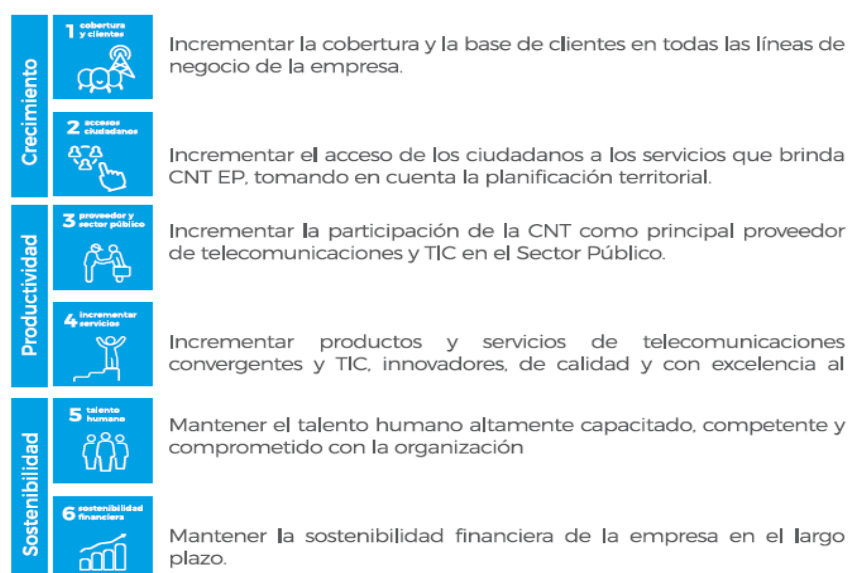 Crecimiento
1 cobertura
y clientes
Incrementar la cobertura y la base de clientes en todas las líneas de
negocio de la empresa.
2 accesos
ciudadanos
Incrementar el acceso de los ciudadanos a los servicios que brinda
CNT EP, tomando en cuenta la planificación territorial.
Productividad
3 proveedor y
sector público
Incrementar la participación de la CNT como principal proveedor
de telecomunicaciones y TIC en el Sector Público.
4 incrementar
servicios
Incrementar productos y servicios de telecomunicaciones
convergentes y TIC, innovadores, de calidad y con excelencia al
Sostenibilidad
5 talento
humano
Mantener el talento humano altamente capacitado, competente y
comprometido con la organización
6 sostenibilidad
financiera
Mantener la sostenibilidad financiera de la empresa en el largo
plazo.